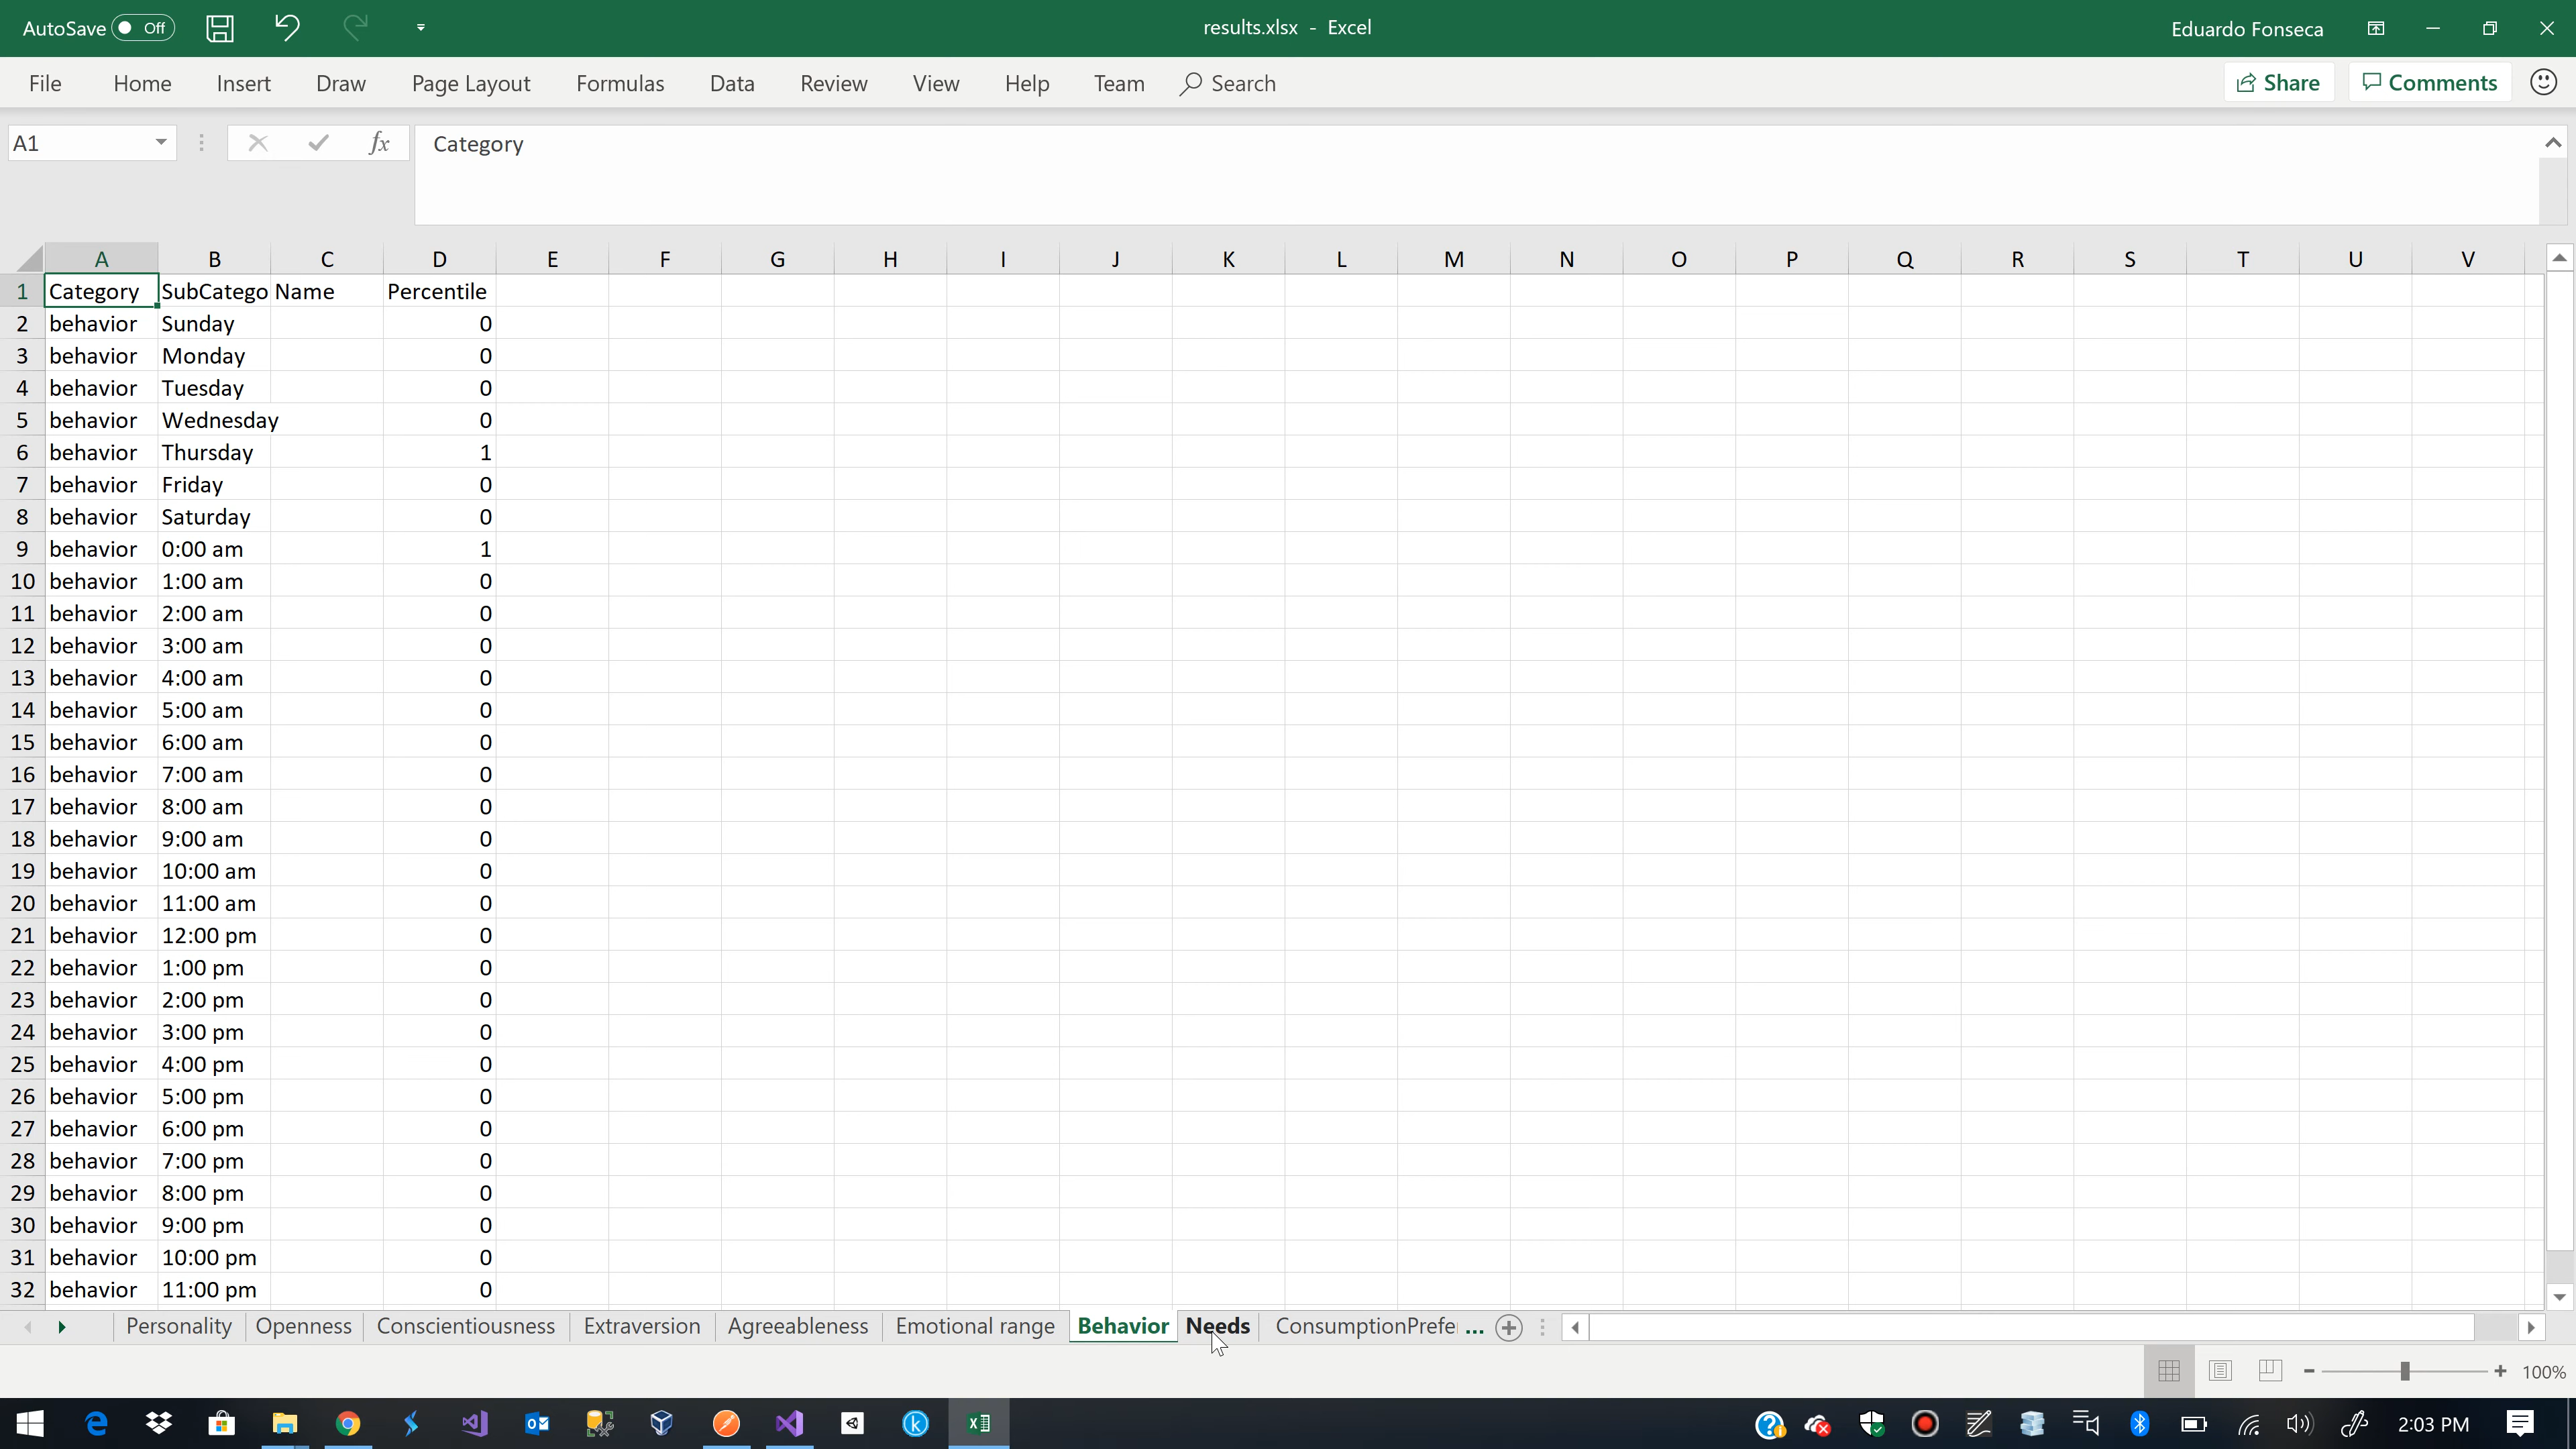 AutoSave Off results.xlsx - Excel Eduardo Fonseca
File Home Insert Draw Page Layout Formulas Data Review View Help Team Search Share Comments
A1 fx Category
A B C D E F G H I J K L M N O P Q R S T U V
1 Category SubCatego Name Percentile
2 behavior Sunday 0
3 behavior Monday 0
4 behavior Tuesday 0
5 behavior Wednesday 0
6 behavior Thursday 1
7 behavior Friday 0
8 behavior Saturday 0
9 behavior 0:00 am 1
10 behavior 1:00 am 0
11 behavior 2:00 am 0
12 behavior 3:00 am 0
13 behavior 4:00 am 0
14 behavior 5:00 am 0
15 behavior 6:00 am 0
16 behavior 7:00 am 0
17 behavior 8:00 am 0
18 behavior 9:00 am 0
19 behavior 10:00 am 0
20 behavior 11:00 am 0
21 behavior 12:00 pm 0
22 behavior 1:00 pm 0
23 behavior 2:00 pm 0
24 behavior 3:00 pm 0
25 behavior 4:00 pm 0
26 behavior 5:00 pm 0
27 behavior 6:00 pm 0
28 behavior 7:00 pm 0
29 behavior 8:00 pm 0
30 behavior 9:00 pm 0
31 behavior 10:00 pm 0
32 behavior 11:00 pm 0
Personality Openness Conscientiousness Extraversion Agreeableness Emotional range Behavior Needs ConsumptionPrefe ...
100%
2:03 PM